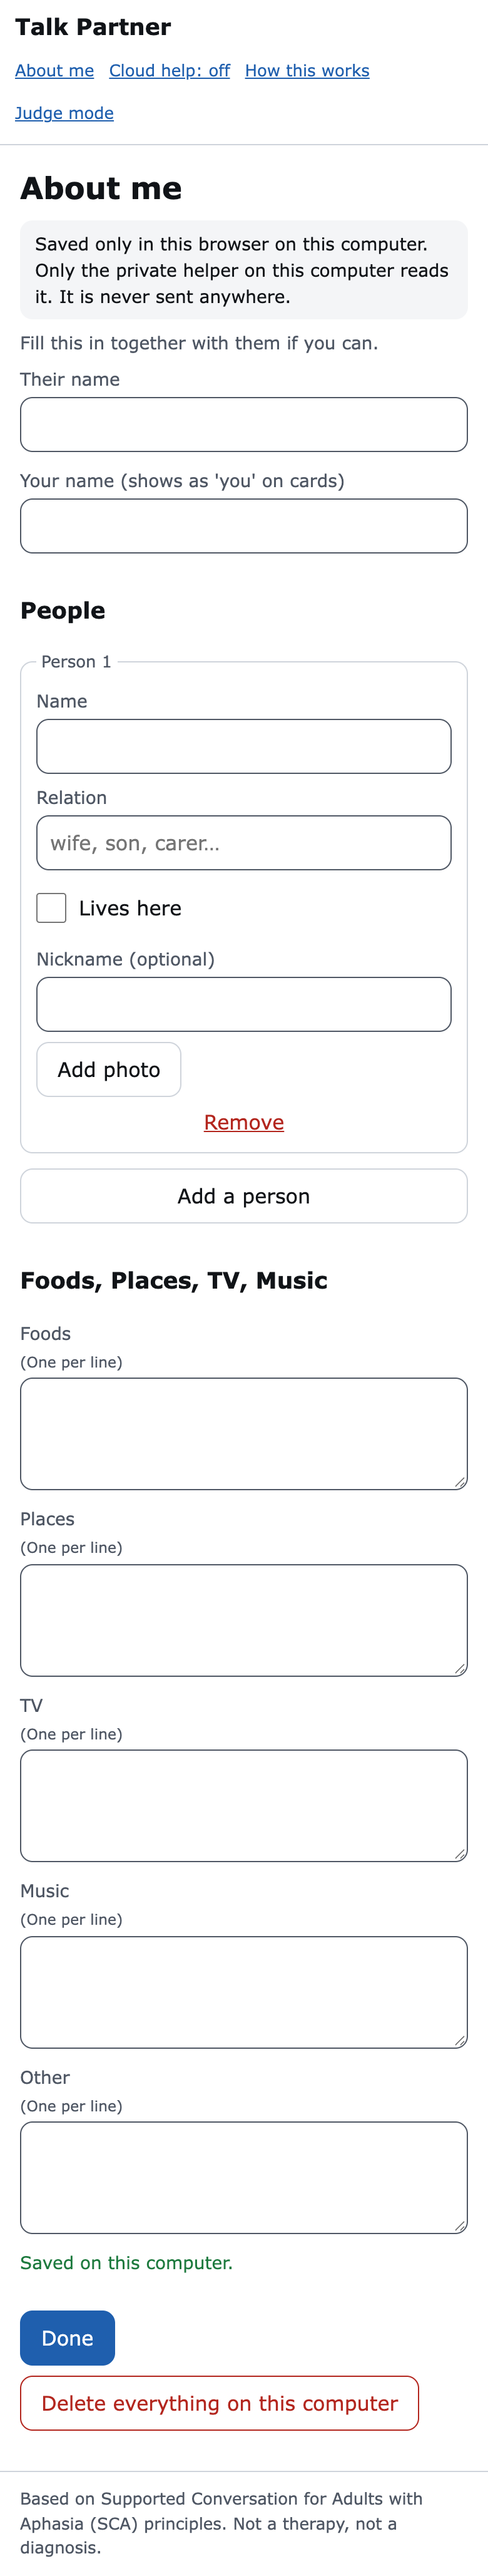 Talk Partner
About me Cloud help: off How this works
Judge mode
About me
Saved only in this browser on this computer.
Only the private helper on this computer reads
it. It is never sent anywhere.
Fill this in together with them if you can.
Their name
Your name (shows as 'you' on cards)
People
Person 1
Name
Relation
wife, son, carer...
Lives here
Nickname (optional)
Add photo
Remove
Add a person
Foods, Places, TV, Music
Foods
(One per line)
Places
(One per line)
TV
(One per line)
Music
(One per line)
Other
(One per line)
Saved on this computer.
Done
Delete everything on this computer
Based on Supported Conversation for Adults with
Aphasia (SCA) principles. Not a therapy, not a
diagnosis.